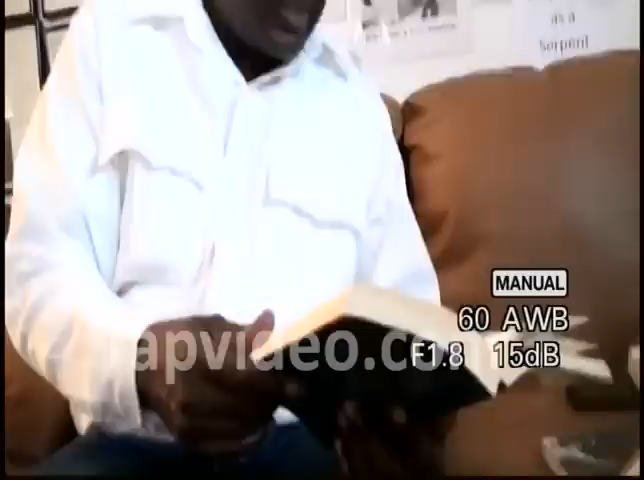 as a
serpent
MANUAL
60 AWB
F1.8 15dB
apvideo.co